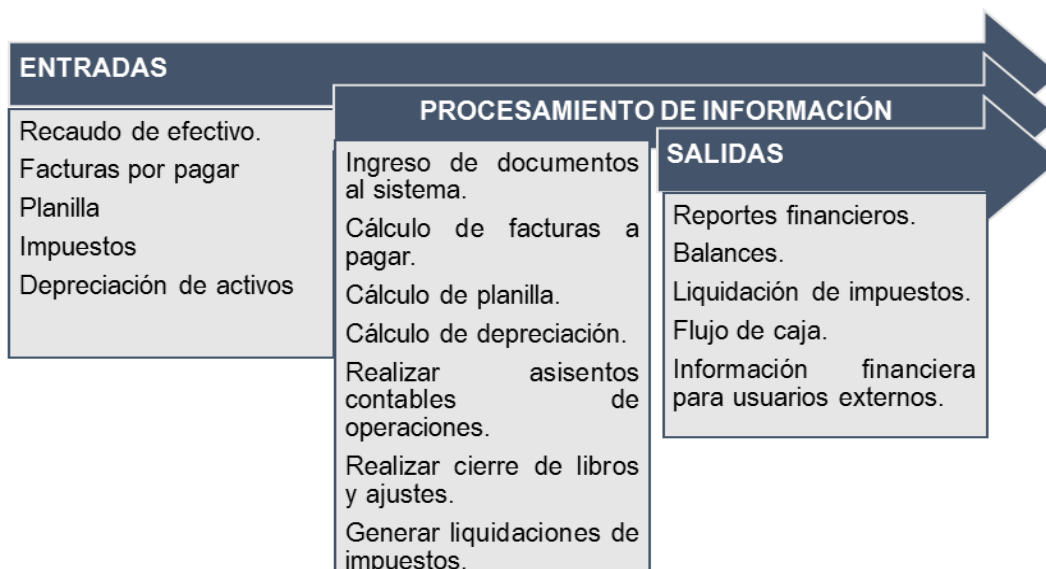 ENTRADAS
Recaudo de efectivo.
Facturas por pagar
Planilla
Impuestos
Depreciación de activos
PROCESAMIENTO DE INFORMACIÓN
Ingreso de documentos
al sistema.
Cálculo de facturas a
pagar.
Cálculo de planilla.
Cálculo de depreciación.
Realizar asisentos
contables de
operaciones.
Realizar cierre de libros
y ajustes.
Generar liquidaciones de
impuestos.
SALIDAS
Reportes financieros.
Balances.
Liquidación de impuestos.
Flujo de caja.
Información financiera
para usuarios externos.